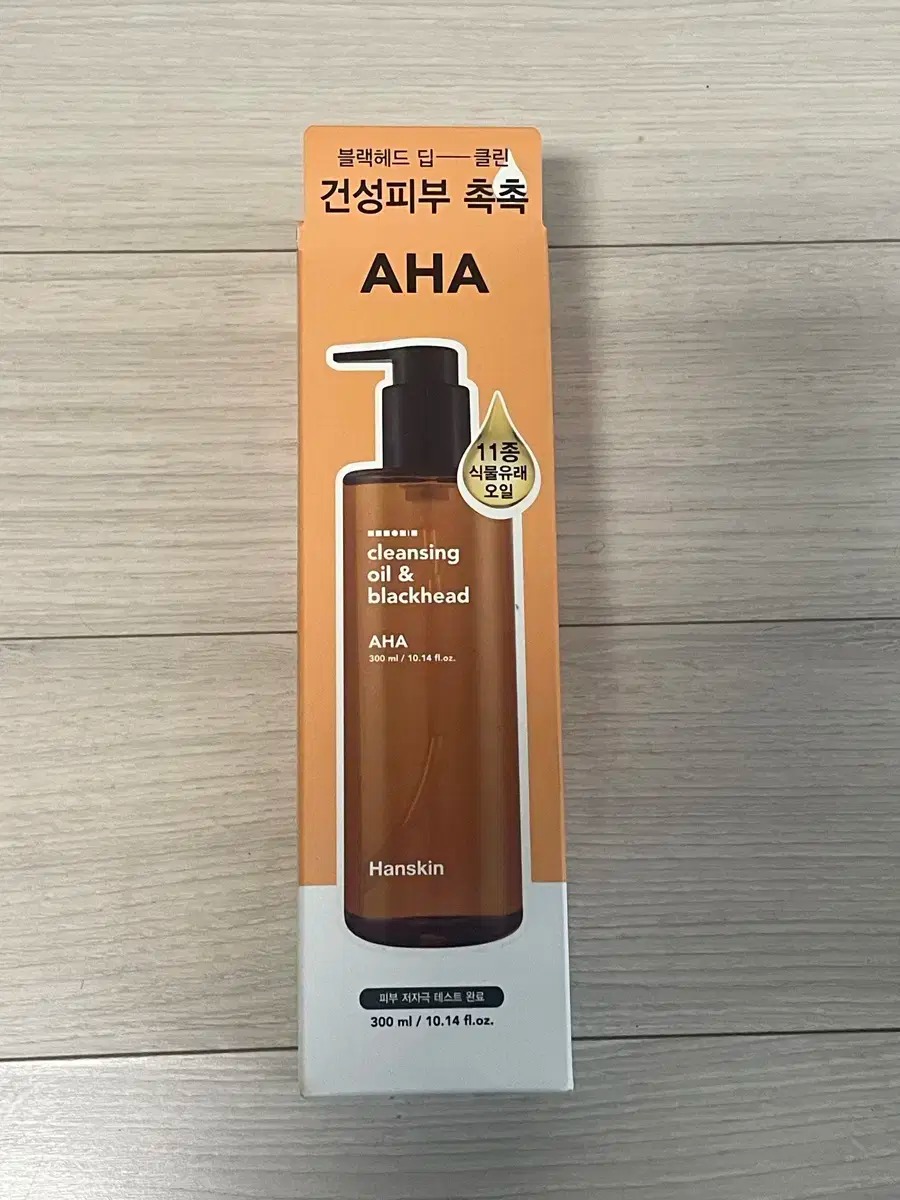 블랙헤드 딥——클린
건성피부 촉촉
AHA
11종
식물유래
오일
cleansing
oil &
blackhead
AHA
300 ml / 10.14 fl.oz.
Hanskin
피부 저자극 테스트 완료
300 ml / 10.14 fl.oz.